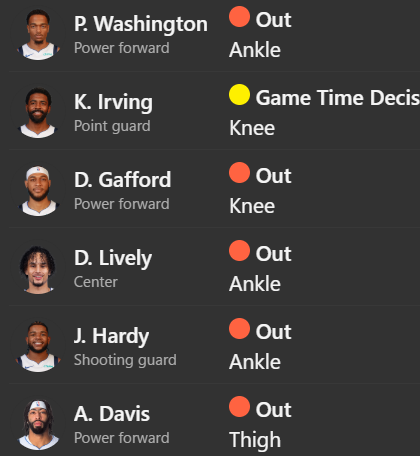 P. Washington
Power forward
Out
Ankle
K. Irving
Point guard
Game Time Decis
Knee
D. Gafford
Power forward
Out
Knee
D. Lively
Center
Out
Ankle
J. Hardy
Shooting guard
Out
Ankle
A. Davis
Power forward
Out
Thigh